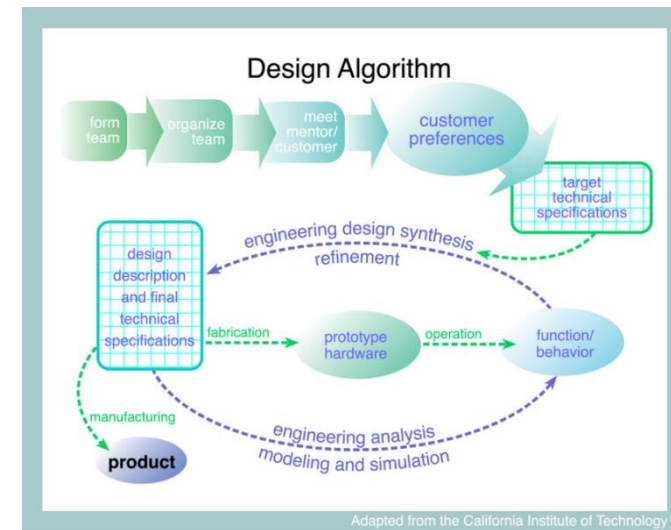 Design Algorithm
form
team
organize
team
meet
mentor/
customer
customer
preferences
target
technical
specifications
engineering design synthesis
refinement
design
description
and final
technical
specifications
fabrication
prototype
hardware
operation
function/
behavior
manufacturing
engineering analysis
modeling and simulation
product
Adapted from the California Institute of Technology